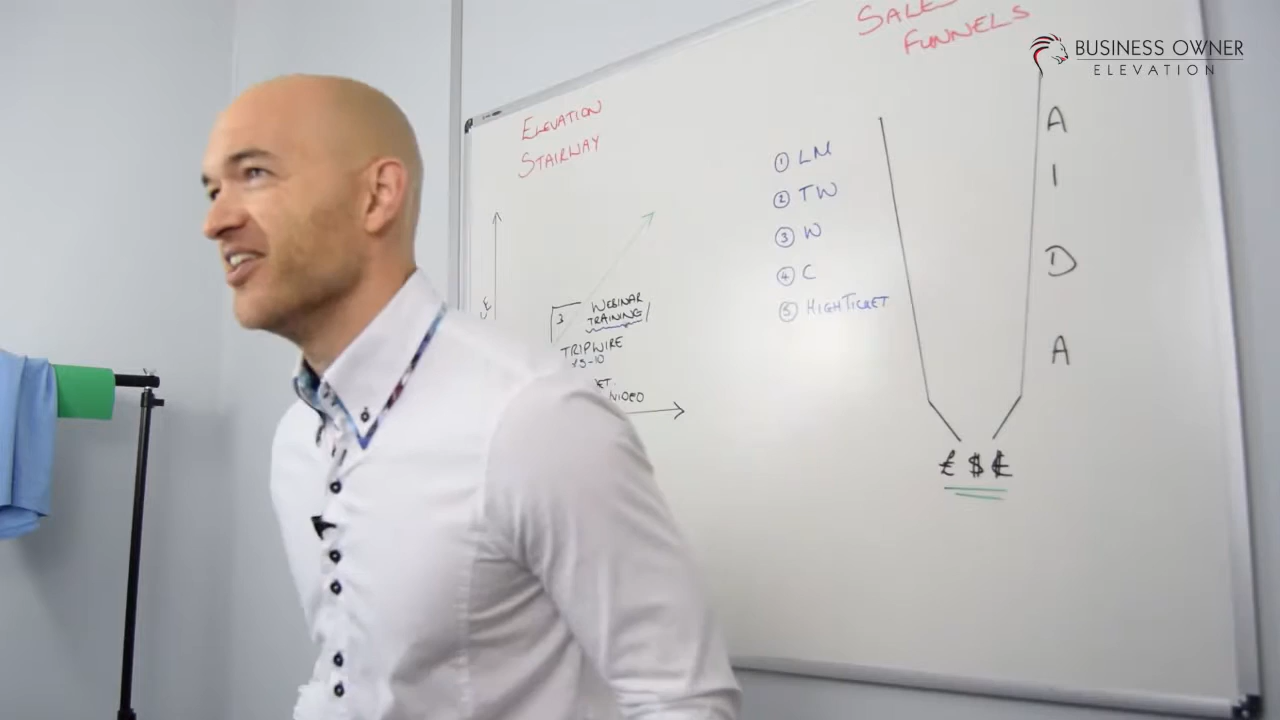 SALES
FUNNELS
BUSINESS OWNER
ELEVATION
ELEVATION
STAIRWAY
£
3 WEBINAR
TRAINING
TRIPWIRE
VIDEO
① LM
② TW
③ W
④ C
⑤ HIGH TICKET
A
I
D
A
£ $ €